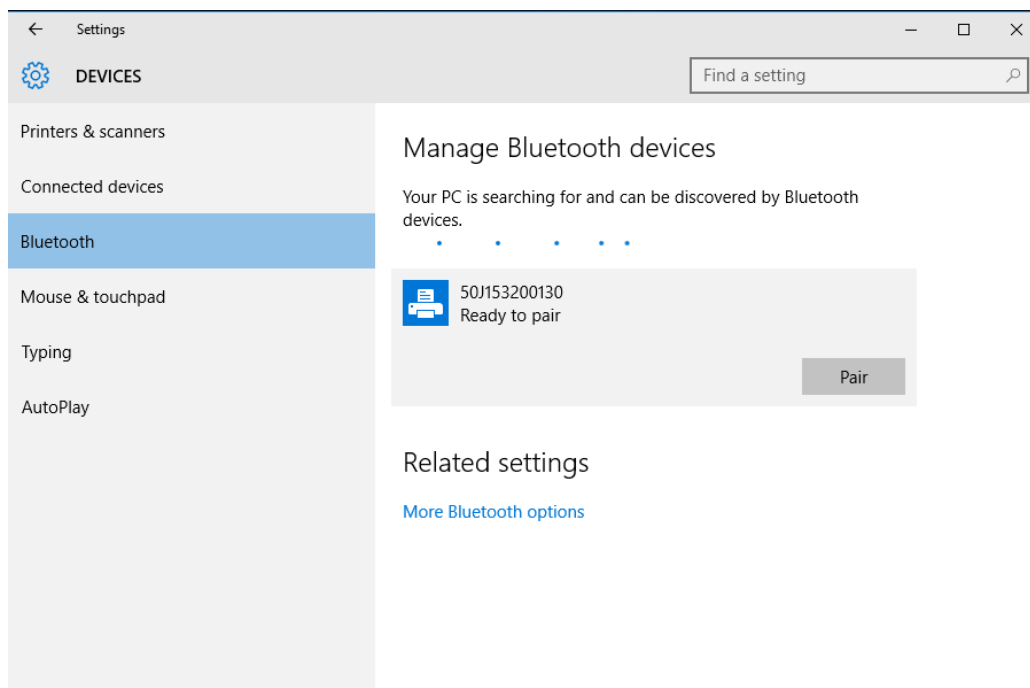 Settings
DEVICES
Find a setting
Printers & scanners
Connected devices
Bluetooth
Mouse & touchpad
Typing
AutoPlay
Manage Bluetooth devices
Your PC is searching for and can be discovered by Bluetooth
devices.
50J153200130
Ready to pair
Pair
Related settings
More Bluetooth options